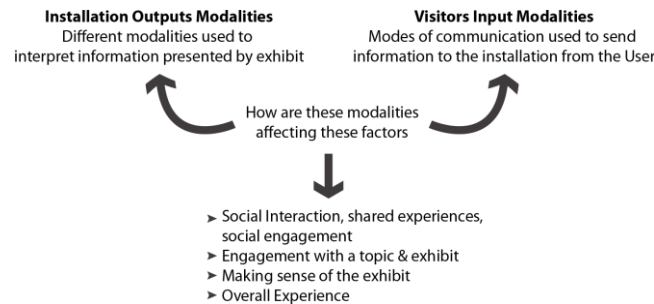 Installation Outputs Modalities
Different modalities used to
interpret information presented by exhibit
Visitors Input Modalities
Modes of communication used to send
information to the installation from the User
How are these modalities
affecting these factors
➤ Social Interaction, shared experiences,
social engagement
➤ Engagement with a topic & exhibit
➤ Making sense of the exhibit
➤ Overall Experience